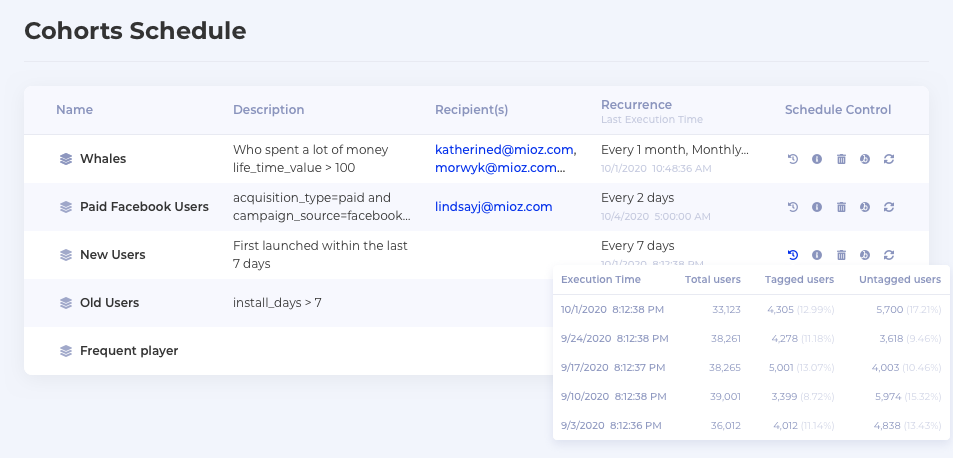 Cohorts Schedule
Name Description Recipient(s) Recurrence Schedule Control
Last Execution Time
Whales Who spent a lot of money katherined@mioz.com, Every 1 month, Monthly...
life_time_value > 100 morwyk@mioz.com... 10/1/2020 10:48:36 AM
Paid Facebook Users acquisition_type=paid and lindsayj@mioz.com Every 2 days
campaign_source=facebook... 10/4/2020 5:00:00 AM
New Users First launched within the last Every 7 days
7 days 10/1/2020 8:12:38 PM
Old Users install_days > 7
Frequent player
Execution Time Total users Tagged users Untagged users
10/1/2020 8:12:38 PM 33,123 4,305 (12.99%) 5,700 (17.21%)
9/24/2020 8:12:38 PM 38,261 4,278 (11.18%) 3,618 (9.46%)
9/17/2020 8:12:37 PM 38,265 5,001 (13.07%) 4,003 (10.46%)
9/10/2020 8:12:38 PM 39,001 3,399 (8.72%) 5,974 (15.32%)
9/3/2020 8:12:36 PM 36,012 4,012 (11.14%) 4,838 (13.43%)